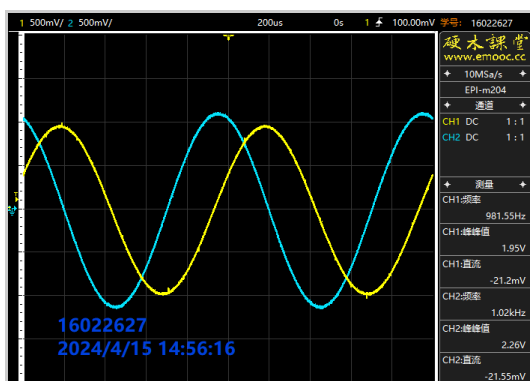 1 500mV/ 2 500mV/ 200us 0s 1 100.00mV 学号: 16022627
硬木課堂
www.emooc.cc
10MSa/s
EPI-m204
通道
CH1 DC 1 : 1
CH2 DC 1 : 1
测量
CH1:频率
981.55Hz
CH1:峰峰值
1.95V
CH1:直流
-21.2mV
CH2:频率
1.02kHz
CH2:峰峰值
2.26V
CH2:直流
-21.55mV
16022627
2024/4/15 14:56:16